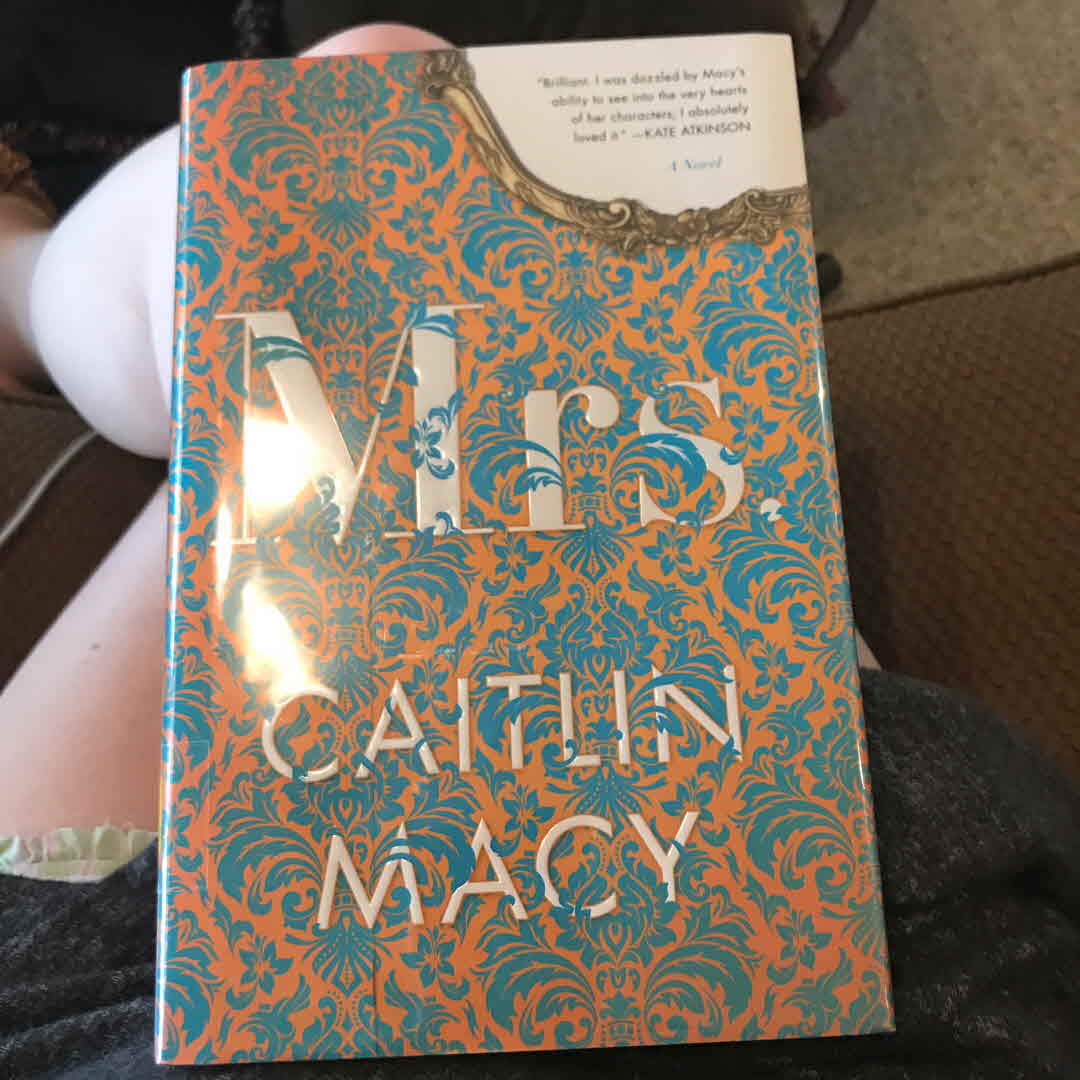 "Brilliant. I was dazzled by Macy's
ability to see into the very hearts
of her characters; I absolutely
loved it" —KATE ATKINSON
A Novel
Mrs.
CAITLIN
MACY